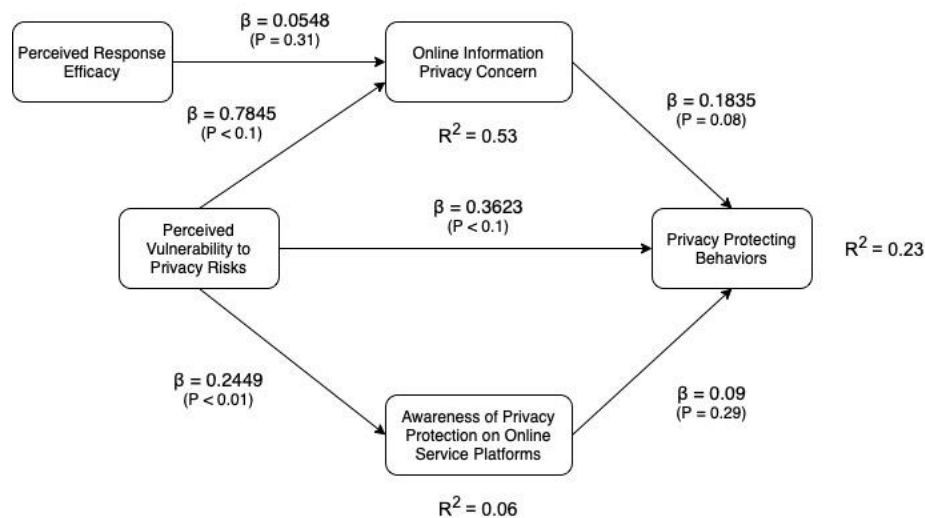 β = 0.0548
(P = 0.31)
Perceived Response
Efficacy
Online Information
Privacy Concern
β = 0.7845
(P < 0.1)
R² = 0.53
β = 0.1835
(P = 0.08)
Perceived
Vulnerability to
Privacy Risks
β = 0.3623
(P < 0.1)
Privacy Protecting
Behaviors
R² = 0.23
β = 0.2449
(P < 0.01)
Awareness of Privacy
Protection on Online
Service Platforms
β = 0.09
(P = 0.29)
R² = 0.06